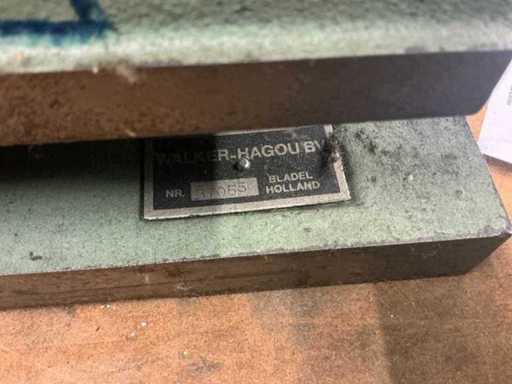 WALKER-HAGOU BV
BLADEL
NR.
HOLLAND